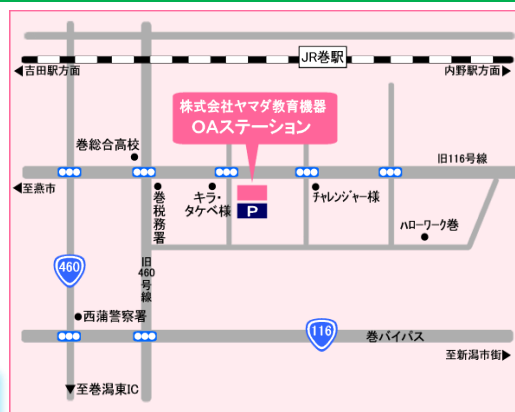 JR巻駅
◀吉田駅方面
内野駅方面▶
株式会社ヤマダ教育機器
OAステーション
巻総合高校
旧116号線
◀至燕市
巻税務署
キラ・
タケベ様
P
チャレンジャー様
ハローワーク巻
旧460号線
460
西蒲警察署
116
巻バイパス
至新潟市街▶
▼至巻潟東IC